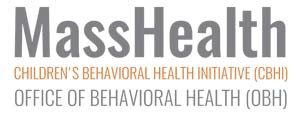 MassHealth
CHILDREN'S BEHAVIORAL HEALTH INITIATIVE (CBHI)
OFFICE OF BEHAVIORAL HEALTH (OBH)